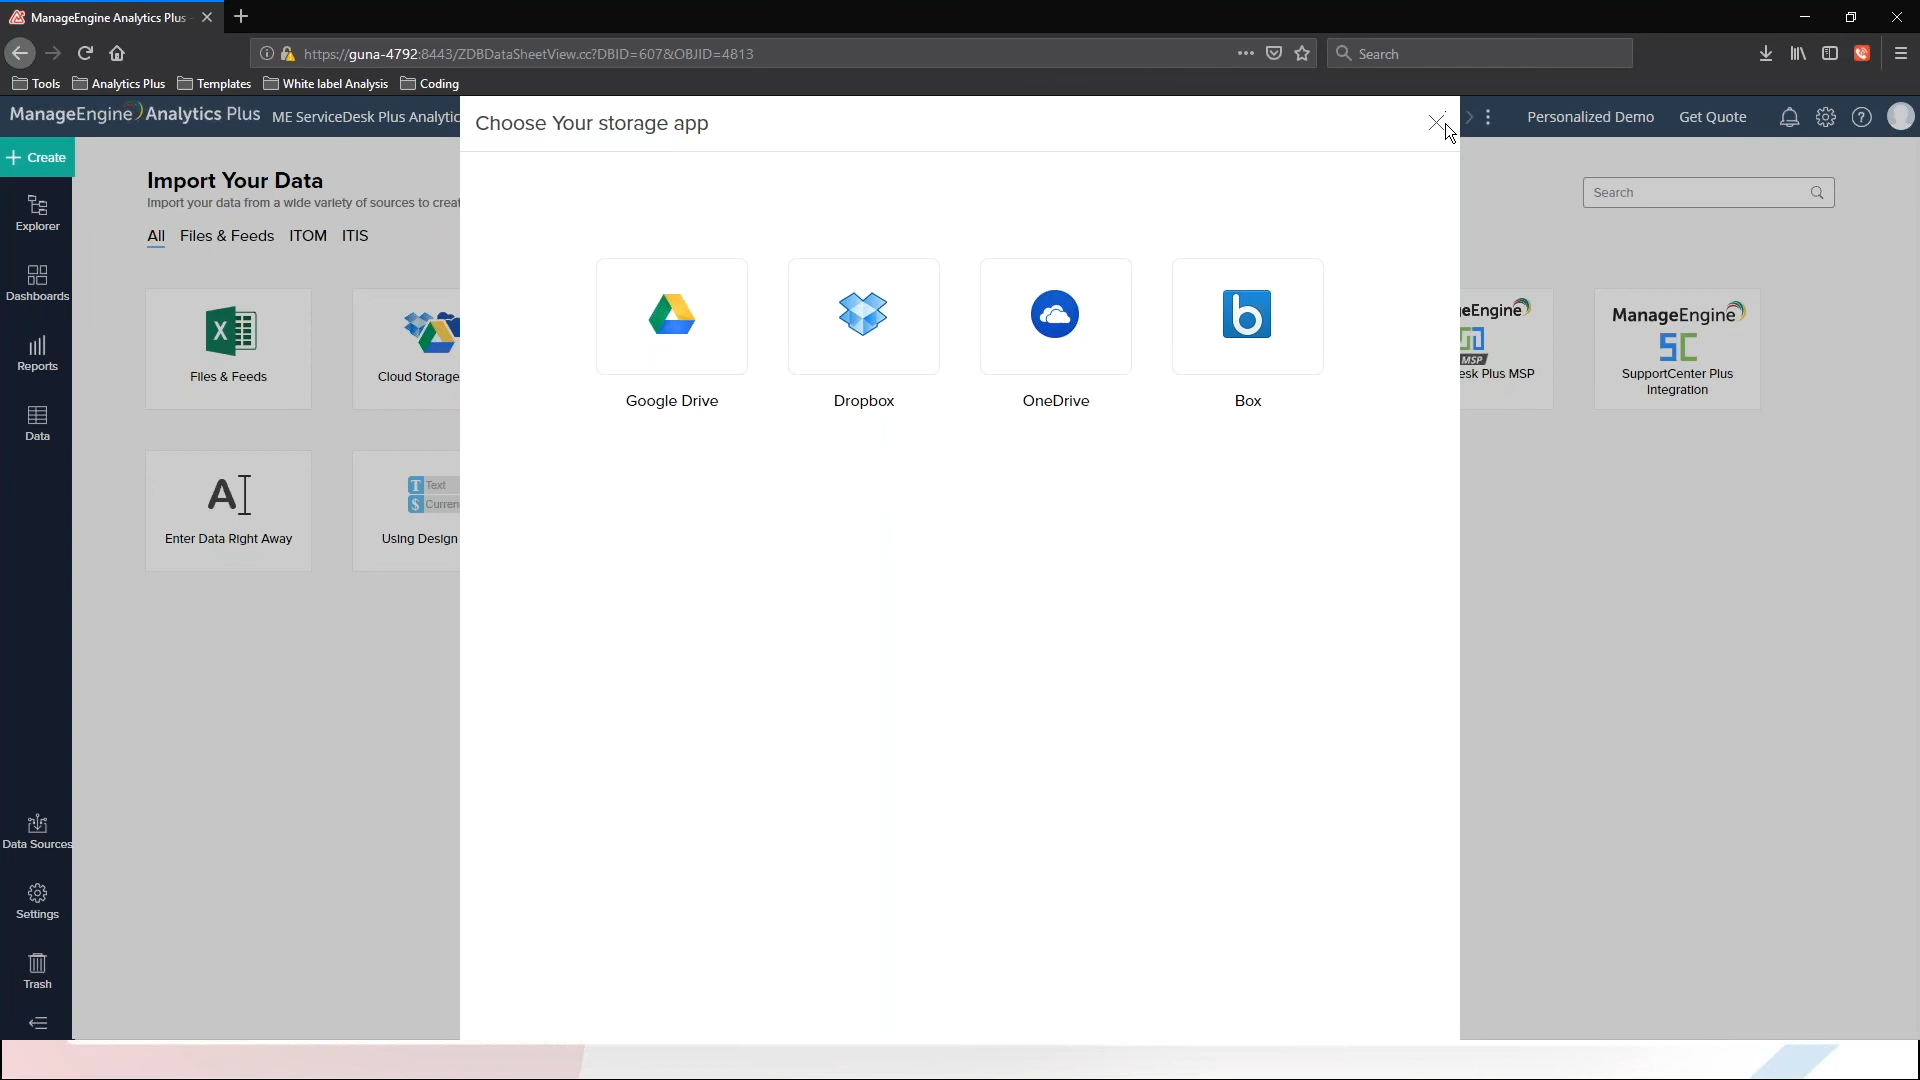 ManageEngine Analytics Plus
https://guna-4792:8443/ZDBDataSheetView.cc?DBID=607&OBJID=4813
Search
Tools
Analytics Plus
Templates
White label Analysis
Coding
ManageEngine Analytics Plus
ME ServiceDesk Plus Analytic
Choose Your storage app
Personalized Demo
Get Quote
Create
Import Your Data
Import your data from a wide variety of sources to creat
Search
All
Files & Feeds
ITOM
ITIS
Explorer
Dashboards
Reports
Data
Data Sources
Settings
Trash
Files & Feeds
Cloud Storage
Google Drive
Dropbox
OneDrive
Box
geEngine
MSP
esk Plus MSP
ManageEngine
SC
SupportCenter Plus
Integration
Enter Data Right Away
T Text
$ Curren
Using Design